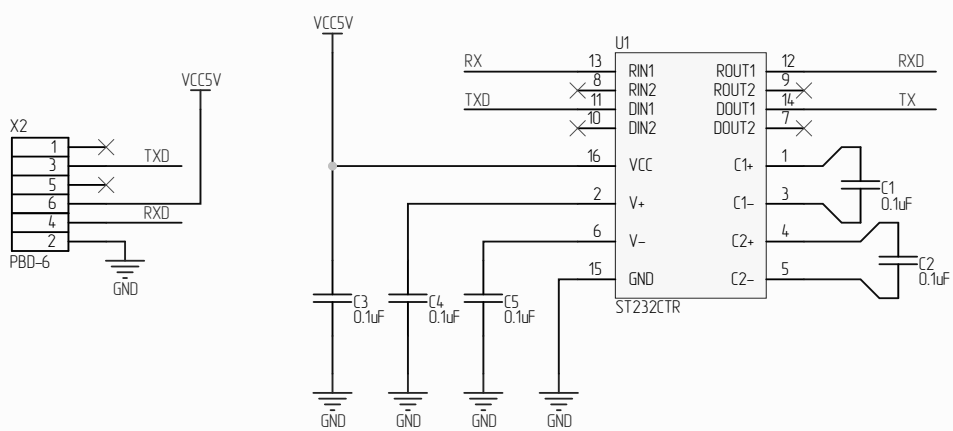 X2
1
3
5
6
4
2
PBD-6
TXD
VCC5V
RXD
GND
VCC5V
C3
0.1uF
GND
C4
0.1uF
GND
C5
0.1uF
GND
GND
U1
RX 13 RIN1 ROUT1 12 RXD
8 RIN2 ROUT2 9
TXD 11 DIN1 DOUT1 14 TX
10 DIN2 DOUT2 7
16 VCC C1+ 1
2 V+ C1- 3
6 V- C2+ 4
15 GND C2- 5
ST232CTR
C1
0.1uF
C2
0.1uF